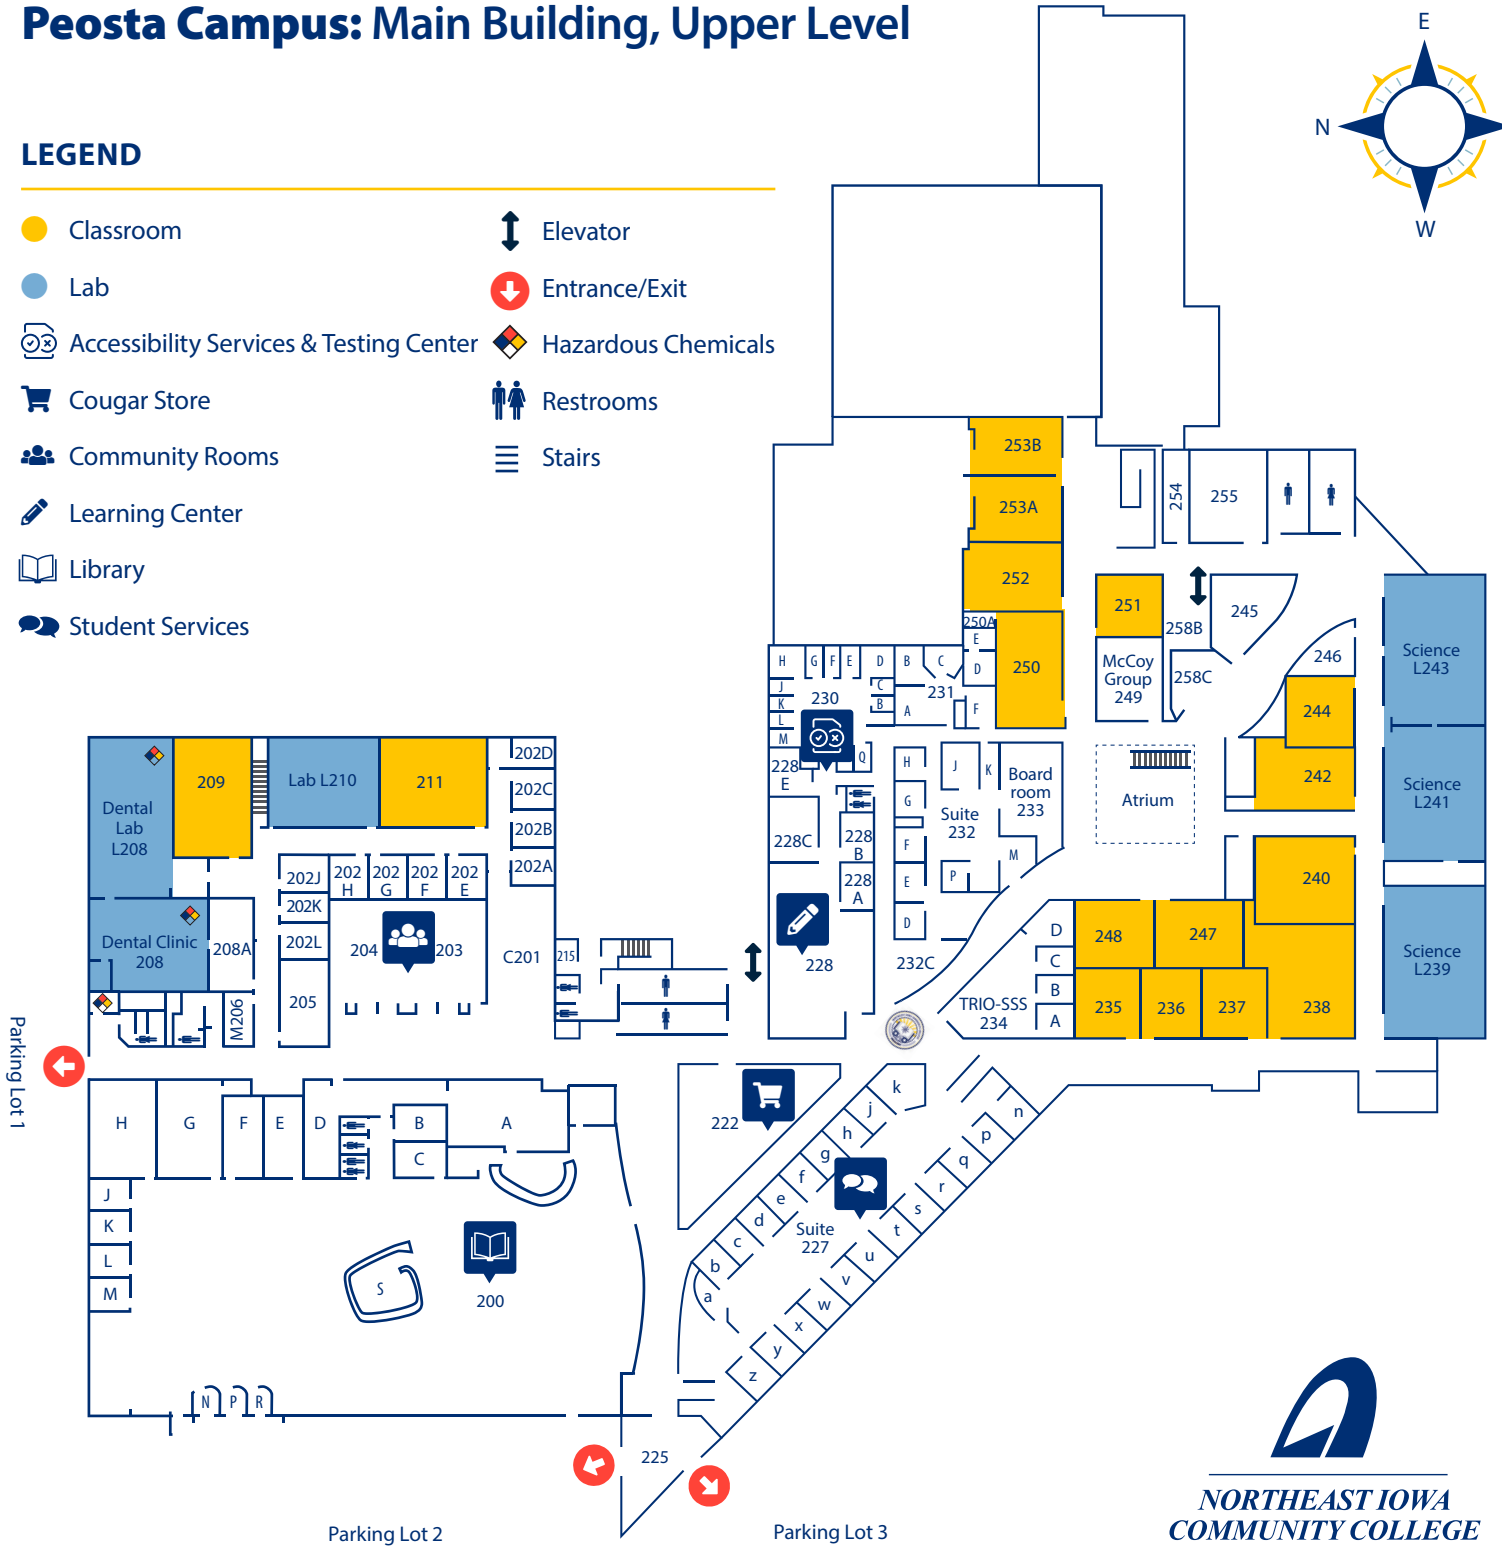 Peosta Campus: Main Building, Upper Level
E
N
W
LEGEND
Classroom
Lab
Accessibility Services & Testing Center
Cougar Store
Community Rooms
Learning Center
Library
Student Services
Elevator
Entrance/Exit
Hazardous Chemicals
Restrooms
Stairs
253B
253A
252
250A
E
D
F
250
254
255
251
McCoy
Group
249
258B
258C
245
246
244
242
Atrium
240
Science
L243
Science
L241
Science
L239
H
G
F
E
D
C
B
J
K
L
M
230
Q
B
C
A
231
228
E
228C
228
B
228
A
228
H
G
F
E
D
J
K
Suite
232
P
M
Board
room
233
232C
TRIO-SSS
234
D
C
B
A
248
247
235
236
237
238
Dental
Lab
L208
209
Lab L210
211
202D
202C
202B
202A
202J
202K
202L
202
H
202
G
202
F
202
E
Dental Clinic
208
208A
M206
205
204
203
C201
215
Parking Lot 1
H
G
F
E
D
B
C
A
J
K
L
M
S
200
N
P
R
222
k
j
h
g
f
e
d
c
b
a
Suite
227
n
p
q
r
s
t
u
v
w
x
y
z
225
Parking Lot 2
Parking Lot 3
NORTHEAST IOWA
COMMUNITY COLLEGE